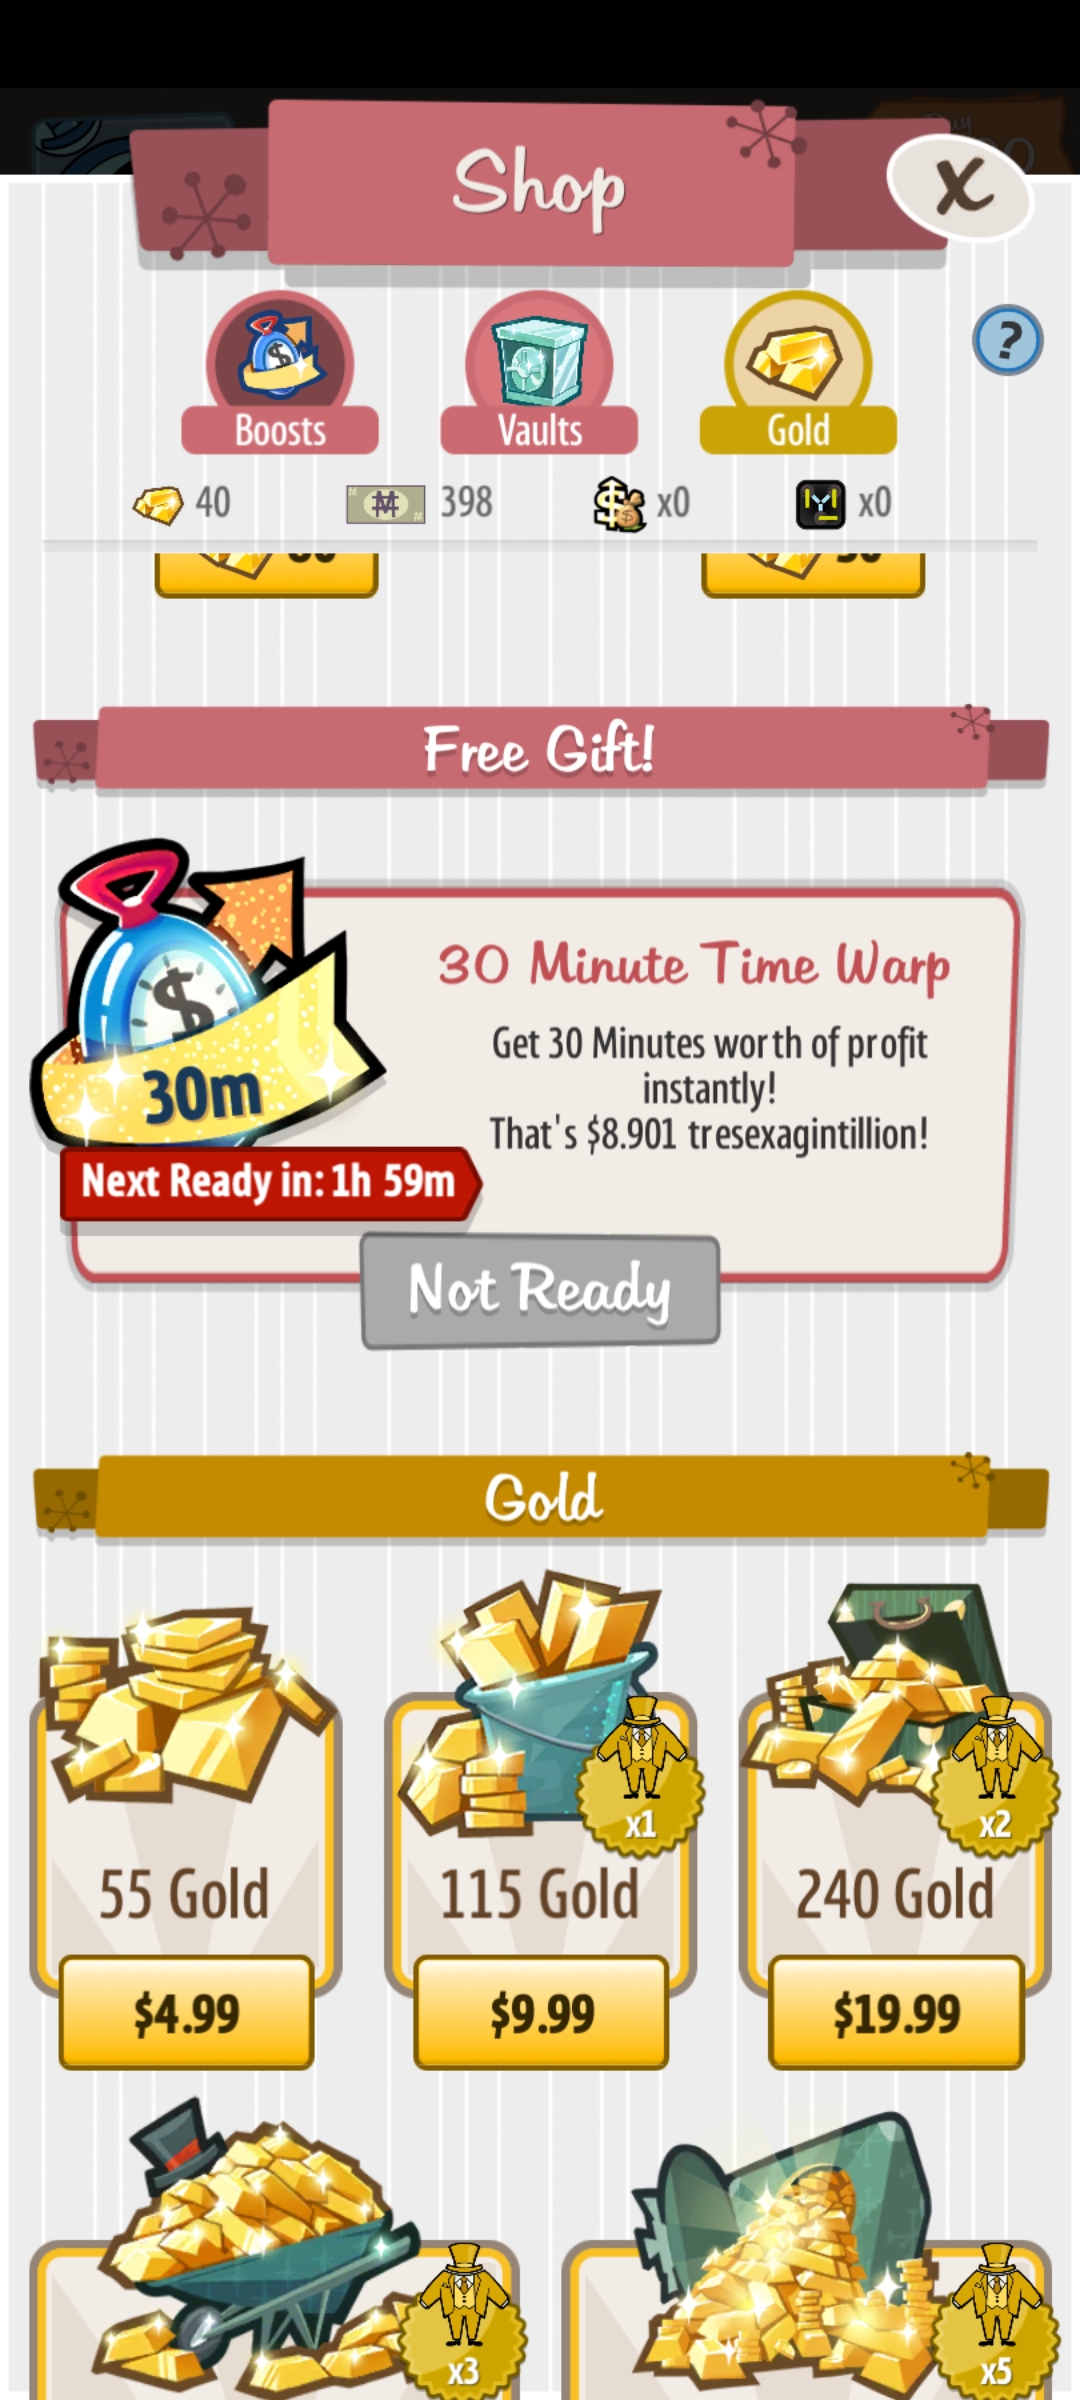 Shop
X
?
Boosts
Vaults
Gold
40
398
x0
x0
Free Gift!
30 Minute Time Warp
Get 30 Minutes worth of profit
instantly!
That's $8.901 tresexagintillion!
$
30m
Next Ready in: 1h 59m
Not Ready
Gold
x1
x2
55 Gold
115 Gold
240 Gold
$4.99
$9.99
$19.99
x3
x5